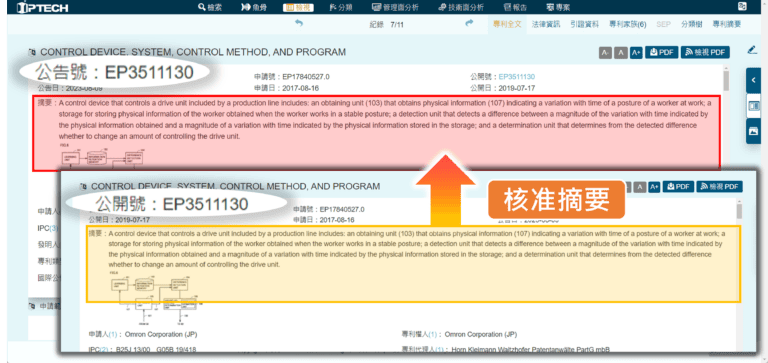 IPTECH
檢索
魚骨
檢視
分類
管理面分析
技術面分析
報告
專案
記錄 7/11
專利全文 法律資訊 引證資料 專利家族(6) SEP 分類樹 專利摘要
CONTROL DEVICE, SYSTEM, CONTROL METHOD, AND PROGRAM
A- A A+ PDF 檢視 PDF
公告號：EP3511130
申請號：EP17840527.0
公開號：EP3511130
公告日：2023-08-09
申請日：2017-08-16
公開日：2019-07-17
摘要：A control device that controls a drive unit included by a production line includes: an obtaining unit (103) that obtains physical information (107) indicating a variation with time of a posture of a worker at work; a
storage for storing physical information of the worker obtained when the worker works in a stable posture; a detection unit that detects a difference between a magnitude of the variation with time indicated by
the physical information obtained and a magnitude of a variation with time indicated by the physical information stored in the storage; and a determination unit that determines from the detected difference
whether to change an amount of controlling the drive unit.
核准摘要
CONTROL DEVICE, SYSTEM, CONTROL METHOD, AND PROGRAM
A+ PDF 檢視 PDF
公開號：EP3511130
申請號：EP17840527.0
公開日：2019-07-17
申請日：2017-08-16
摘要：A control device that controls a drive unit included by a production line includes: an obtaining unit (103) that obtains physical information (107) indicating a variation with time of a posture of a worker at work; a
storage for storing physical information of the worker obtained when the worker works in a stable posture; a detection unit that detects a difference between a magnitude of the variation with time indicated by
the physical information obtained and a magnitude of a variation with time indicated by the physical information stored in the storage; and a determination unit that determines from the detected difference
whether to change an amount of controlling the drive unit.
申請人(1)：Omron Corporation (JP)
專利權人(1)：Omron Corporation (JP)
IPC(2)：B25J 13/00 G05B 19/418
專利代理人(1)：Horn Kleimann Waitzhofer Patentanwälte PartG mbB
申請人
IPC(3)
發明人
專利
國際公
申請範